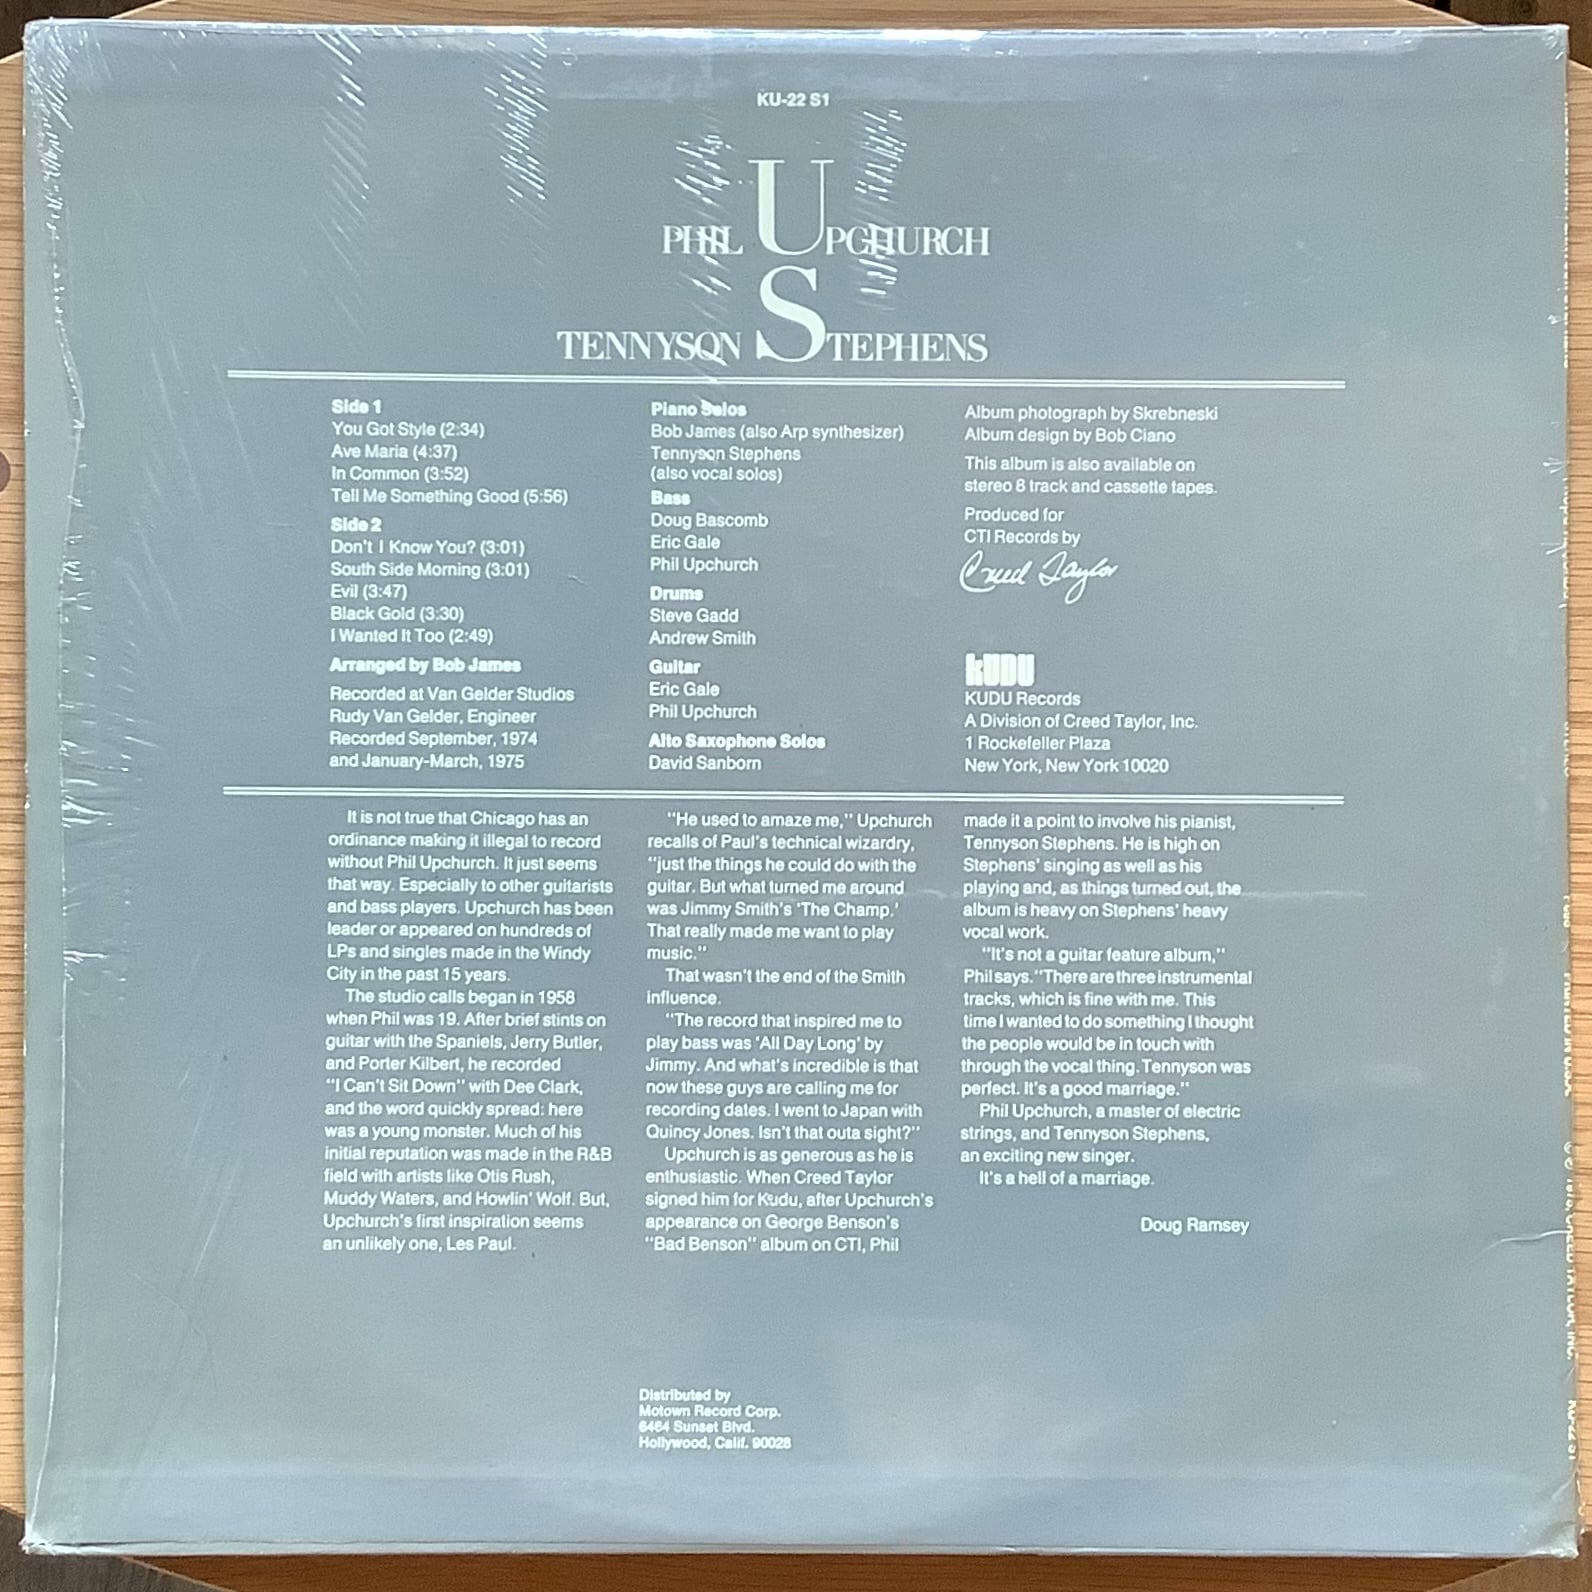 KU-22 S1
PHIL UPCHURCH
TENNYSON STEPHENS
Side 1
You Got Style (2:34)
Ave Maria (4:37)
In Common (3:52)
Tell Me Something Good (5:56)
Side 2
Don't I Know You? (3:01)
South Side Morning (3:01)
Evil (3:47)
Black Gold (3:30)
I Wanted It Too (2:49)
Arranged by Bob James
Recorded at Van Gelder Studios
Rudy Van Gelder, Engineer
Recorded September, 1974
and January-March, 1975
Piano Solos
Bob James (also Arp synthesizer)
Tennyson Stephens
(also vocal solos)
Bass
Doug Bascomb
Eric Gale
Phil Upchurch
Drums
Steve Gadd
Andrew Smith
Guitar
Eric Gale
Phil Upchurch
Alto Saxophone Solos
David Sanborn
Album photograph by Skrebneski
Album design by Bob Ciano
This album is also available on
stereo 8 track and cassette tapes.
Produced for
CTI Records by
Creed Taylor
KUDU
KUDU Records
A Division of Creed Taylor, Inc.
1 Rockefeller Plaza
New York, New York 10020
It is not true that Chicago has an
ordinance making it illegal to record
without Phil Upchurch. It just seems
that way. Especially to other guitarists
and bass players. Upchurch has been
leader or appeared on hundreds of
LPs and singles made in the Windy
City in the past 15 years.
The studio calls began in 1958
when Phil was 19. After brief stints on
guitar with the Spaniels, Jerry Butler,
and Porter Kilbert, he recorded
"I Can't Sit Down" with Dee Clark,
and the word quickly spread: here
was a young monster. Much of his
initial reputation was made in the R&B
field with artists like Otis Rush,
Muddy Waters, and Howlin' Wolf. But,
Upchurch's first inspiration seems
an unlikely one, Les Paul.
"He used to amaze me," Upchurch
recalls of Paul's technical wizardry,
"just the things he could do with the
guitar. But what turned me around
was Jimmy Smith's 'The Champ.'
That really made me want to play
music."
That wasn't the end of the Smith
influence.
"The record that inspired me to
play bass was 'All Day Long' by
Jimmy. And what's incredible is that
now these guys are calling me for
recording dates. I went to Japan with
Quincy Jones. Isn't that outa sight?"
Upchurch is as generous as he is
enthusiastic. When Creed Taylor
signed him for Kudu, after Upchurch's
appearance on George Benson's
"Bad Benson" album on CTI, Phil
made it a point to involve his pianist,
Tennyson Stephens. He is high on
Stephens' singing as well as his
playing and, as things turned out, the
album is heavy on Stephens' heavy
vocal work.
"It's not a guitar feature album,"
Phil says. "There are three instrumental
tracks, which is fine with me. This
time I wanted to do something I thought
the people would be in touch with
through the vocal thing. Tennyson was
perfect. It's a good marriage."
Phil Upchurch, a master of electric
strings, and Tennyson Stephens,
an exciting new singer.
It's a hell of a marriage.
Doug Ramsey
Distributed by
Motown Record Corp.
6464 Sunset Blvd.
Hollywood, Calif. 90028